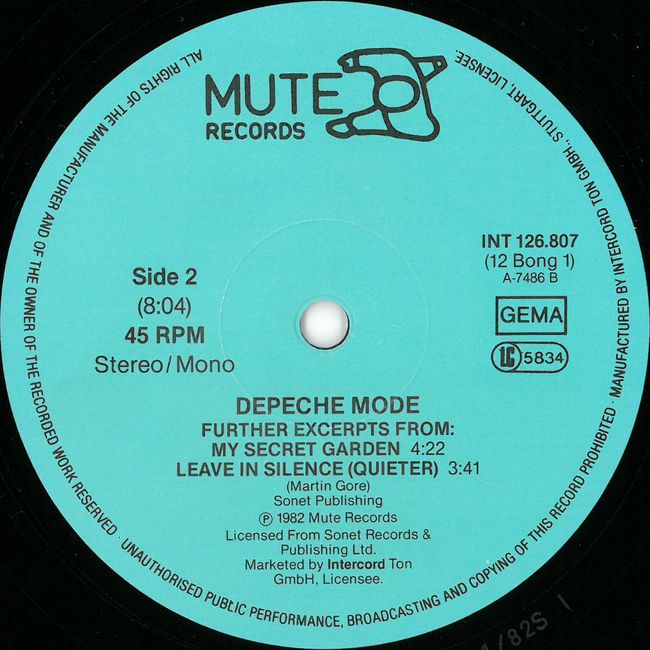 MUTE
RECORDS
Side 2
(8:04)
45 RPM
Stereo/Mono
INT 126.807
(12 Bong 1)
A-7486 B
GEMA
LC 5834
DEPECHE MODE
FURTHER EXCERPTS FROM:
MY SECRET GARDEN 4:22
LEAVE IN SILENCE (QUIETER) 3:41
(Martin Gore)
Sonet Publishing
℗ 1982 Mute Records
Licensed From Sonet Records &
Publishing Ltd.
Marketed by Intercord Ton
GmbH, Licensee.
ALL RIGHTS OF THE MANUFACTURER AND OF THE OWNER OF THE RECORDED WORK RESERVED · UNAUTHORISED PUBLIC PERFORMANCE, BROADCASTING AND COPYING OF THIS RECORD PROHIBITED · MANUFACTURED BY INTERCORD TON GMBH., STUTTGART, LICENSEE.